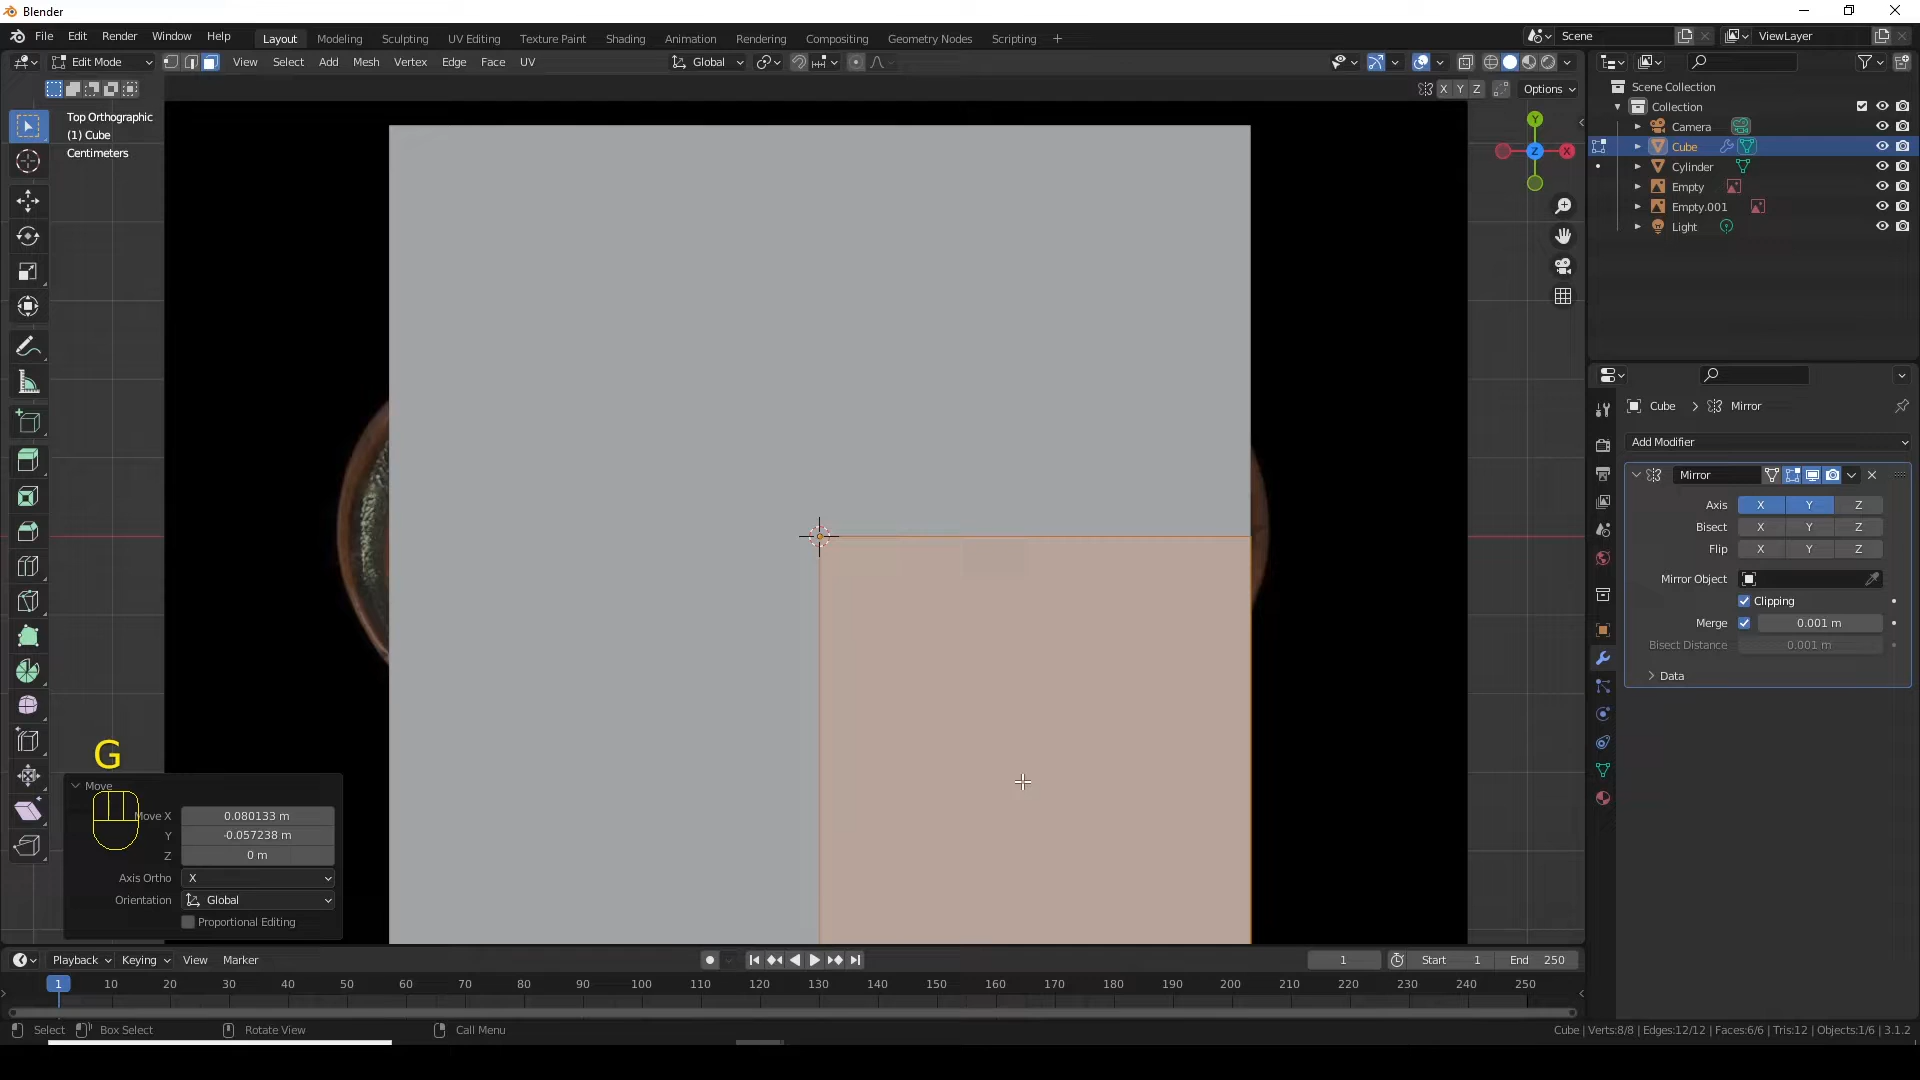 Blender
File Edit Render Window Help
Layout Modeling Sculpting UV Editing Texture Paint Shading Animation Rendering Compositing Geometry Nodes Scripting +
Scene
ViewLayer
Edit Mode
View Select Add Mesh Vertex Edge Face UV
Global
X Y Z
Options
Top Orthographic
(1) Cube
Centimeters
Y
Z
X
Scene Collection
Collection
Camera
Cube
Cylinder
Empty
Empty.001
Light
Cube > Mirror
Add Modifier
Mirror
Axis X Y Z
Bisect X Y Z
Flip X Y Z
Mirror Object
Clipping
Merge 0.001 m
Bisect Distance 0.001 m
Data
G
Move
Move X 0.080133 m
Y -0.057238 m
Z 0 m
Axis Ortho X
Orientation Global
Proportional Editing
Playback Keying View Marker
1
Start 1
End 250
1 10 20 30 40 50 60 70 80 90 100 110 120 130 140 150 160 170 180 190 200 210 220 230 240 250
Select
Box Select
Rotate View
Call Menu
Cube | Verts:8/8 | Edges:12/12 | Faces:6/6 | Tris:12 | Objects:1/6 | 3.1.2